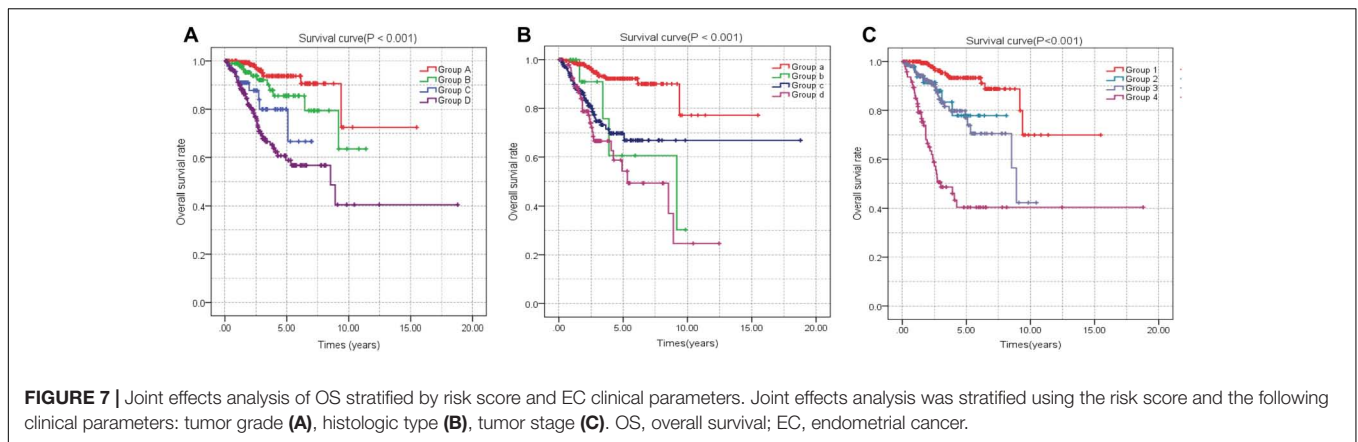 A
Survival curve(P < 0.001)
Overall survial rate
1.0
0.8
0.6
0.4
0.2
0.0
Group A
Group B
Group C
Group D
.00 5.00 10.00 15.00 20.00
Times (years)
B
Survival curve(P < 0.001)
Overall survial rate
1.0
0.8
0.6
0.4
0.2
0.0
Group a
Group b
Group c
Group d
.00 5.00 10.00 15.00 20.00
Times(years)
C
Survival curve(P<0.001)
Overall survial rate
1.0
0.8
0.6
0.4
0.2
0.0
Group 1
Group 2
Group 3
Group 4
.00 5.00 10.00 15.00 20.00
Times(years)
FIGURE 7 | Joint effects analysis of OS stratified by risk score and EC clinical parameters. Joint effects analysis was stratified using the risk score and the following
clinical parameters: tumor grade (A), histologic type (B), tumor stage (C). OS, overall survival; EC, endometrial cancer.